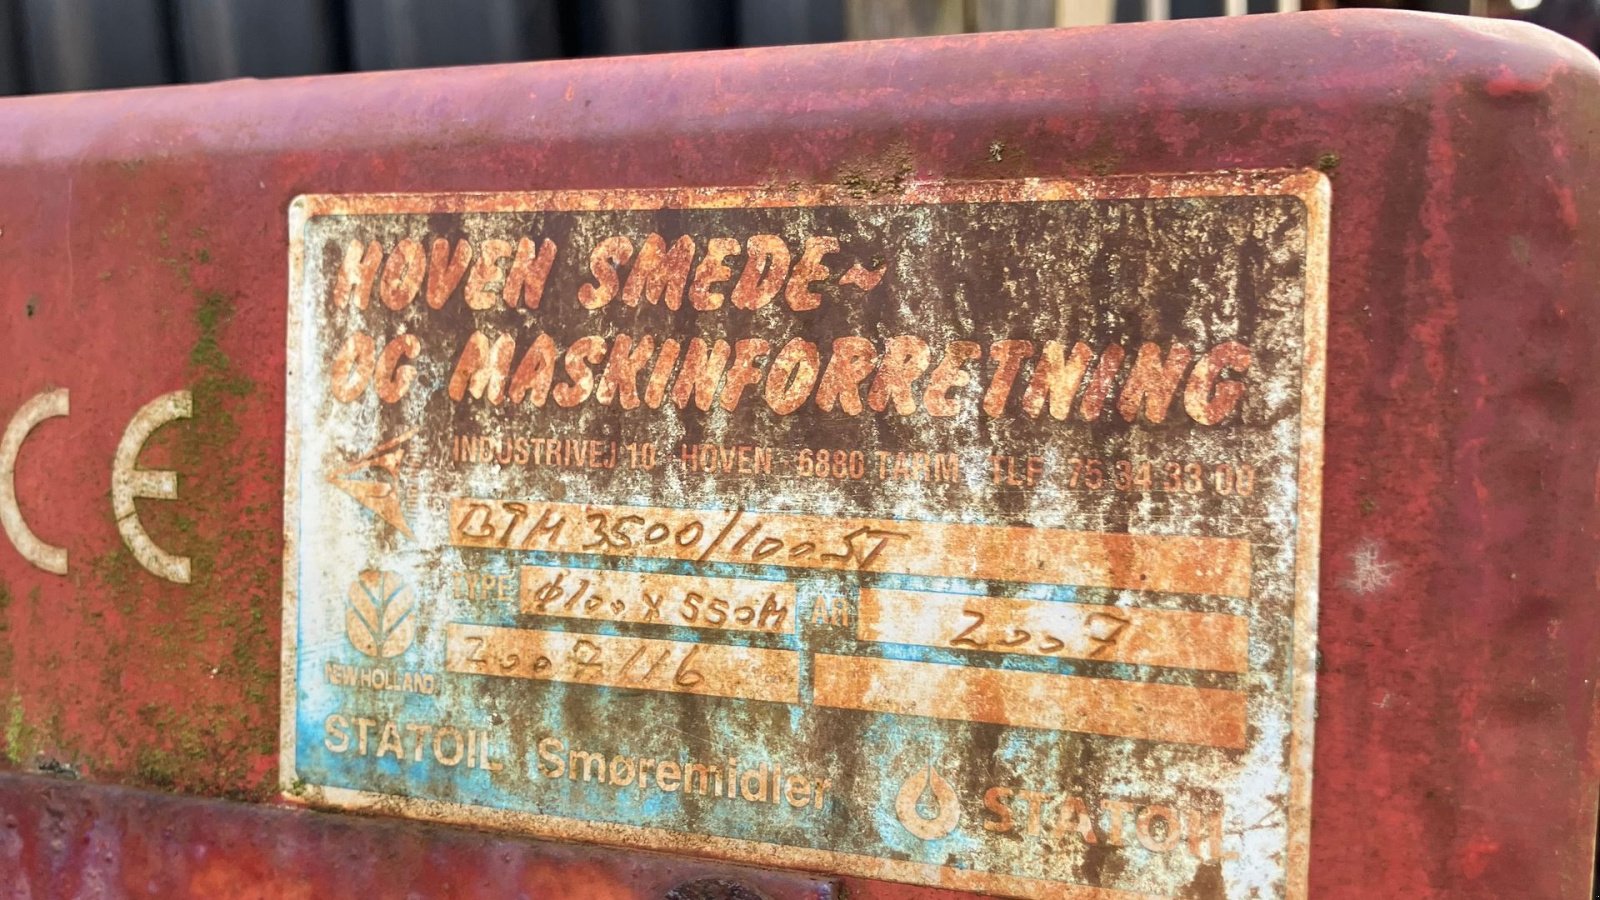 CE
HOVEN SMEDE-
OG MASKINFORRETNING
INDUSTRIVEJ 10 - HOVEN - 6880 TARM - TLF. 75 34 33 00
BTM 3500/100 ST
TYPE Φ100 x 550M ÅR 2007
2007/16
NEW HOLLAND
STATOIL Smøremidler
STATOIL